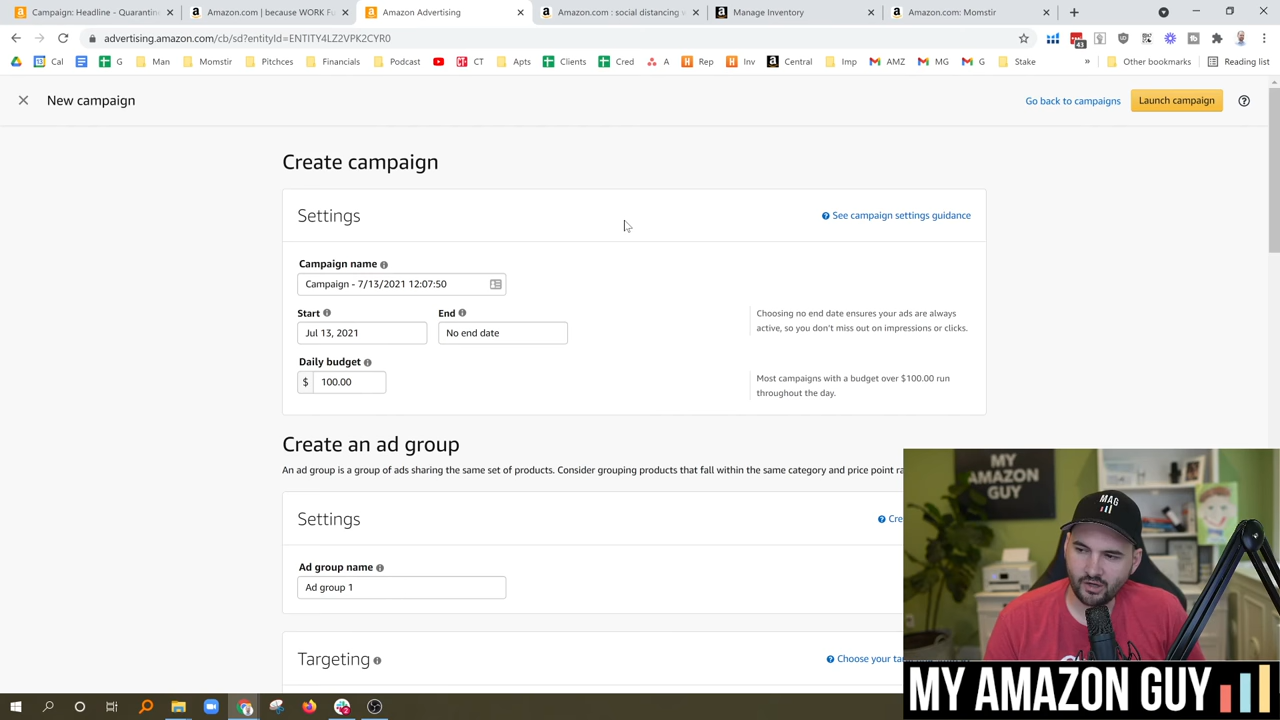 Campaign: Headline - Quarantin
Amazon.com | because WORK Fu
Amazon Advertising
Amazon.com : social distancing v
Manage Inventory
Amazon.com: Momstir
advertising.amazon.com/cb/sd?entityId=ENTITY4LZ2VPK2CYR0
43
Cal
G
Man
Momstir
Pitchces
Financials
Podcast
CT
Apts
Clients
Cred
A
Rep
Inv
Central
Imp
AMZ
MG
G
Stake
»
Other bookmarks
Reading list
New campaign
Go back to campaigns
Launch campaign
Create campaign
Settings
See campaign settings guidance
Campaign name
Campaign - 7/13/2021 12:07:50
Start
End
Jul 13, 2021
No end date
Choosing no end date ensures your ads are always
active, so you don't miss out on impressions or clicks.
Daily budget
$ 100.00
Most campaigns with a budget over $100.00 run
throughout the day.
Create an ad group
An ad group is a group of ads sharing the same set of products. Consider grouping products that fall within the same category and price point ra
Settings
Cre
Ad group name
Ad group 1
Targeting
Choose your ta
MY
AMAZON
GUY
MAG
MY AMAZON GUY